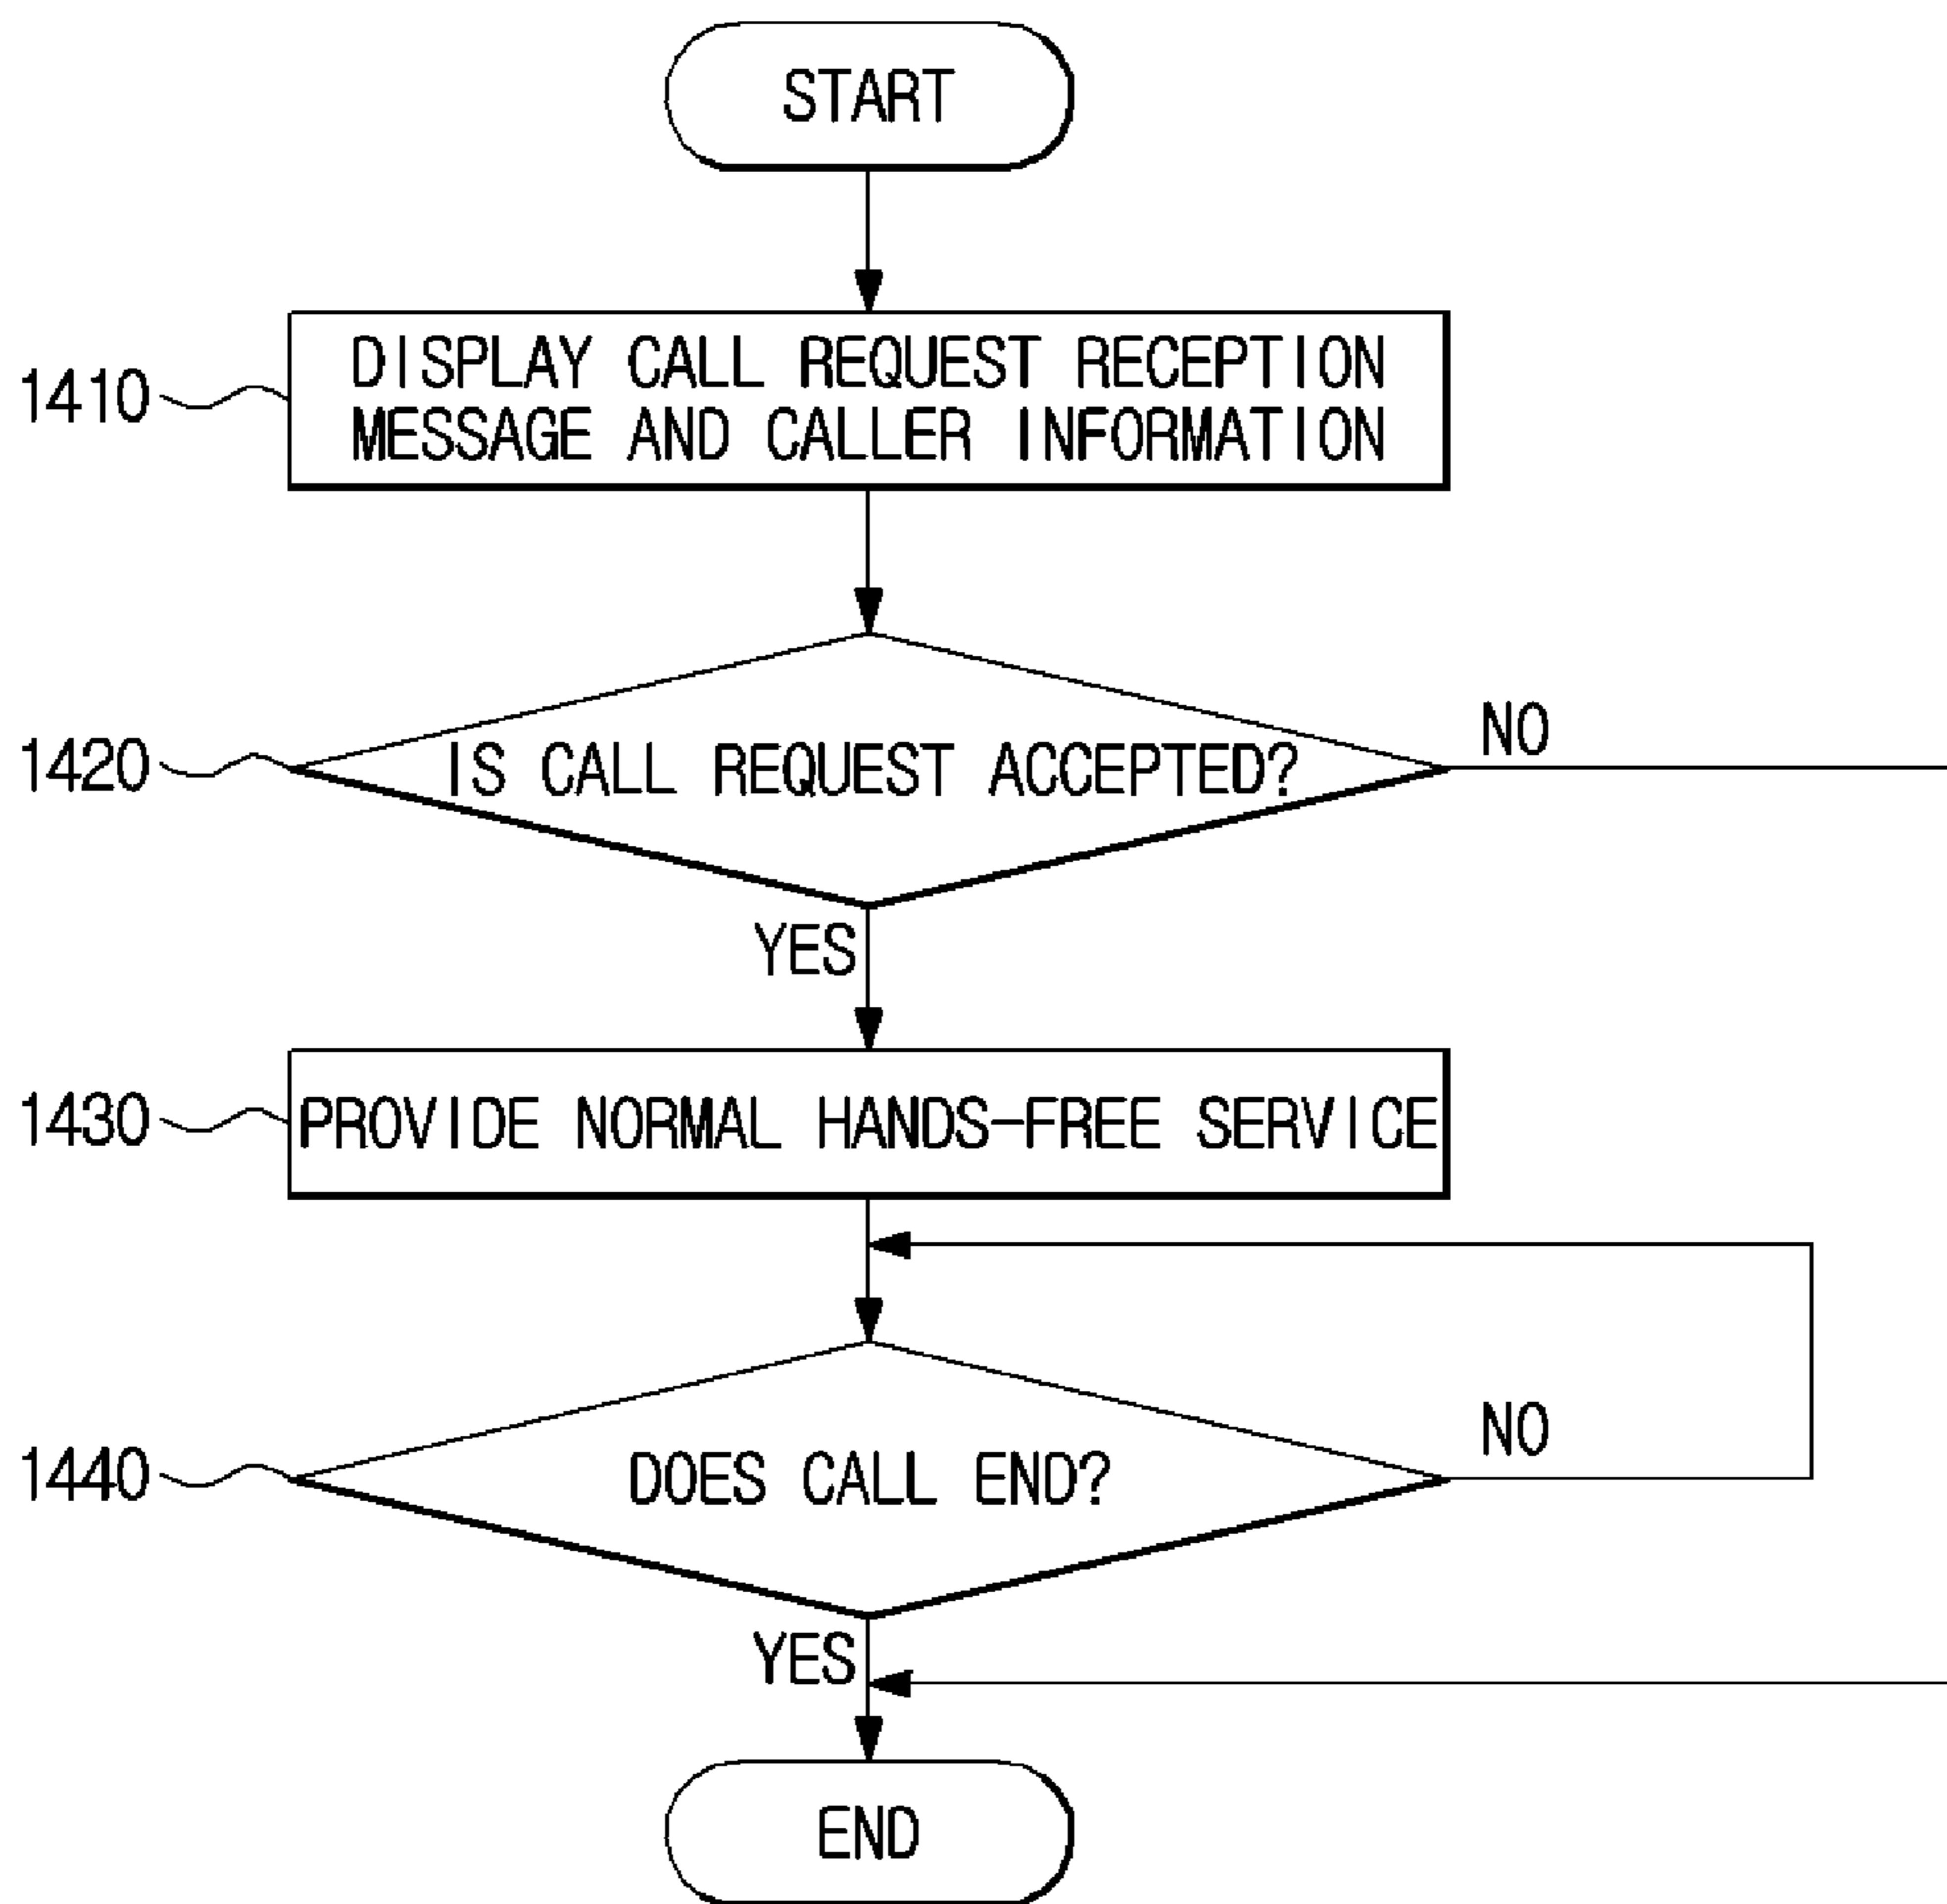 START
1410
DISPLAY CALL REQUEST RECEPTION
MESSAGE AND CALLER INFORMATION
1420
IS CALL REQUEST ACCEPTED?
NO
YES
1430
PROVIDE NORMAL HANDS-FREE SERVICE
1440
DOES CALL END?
NO
YES
END